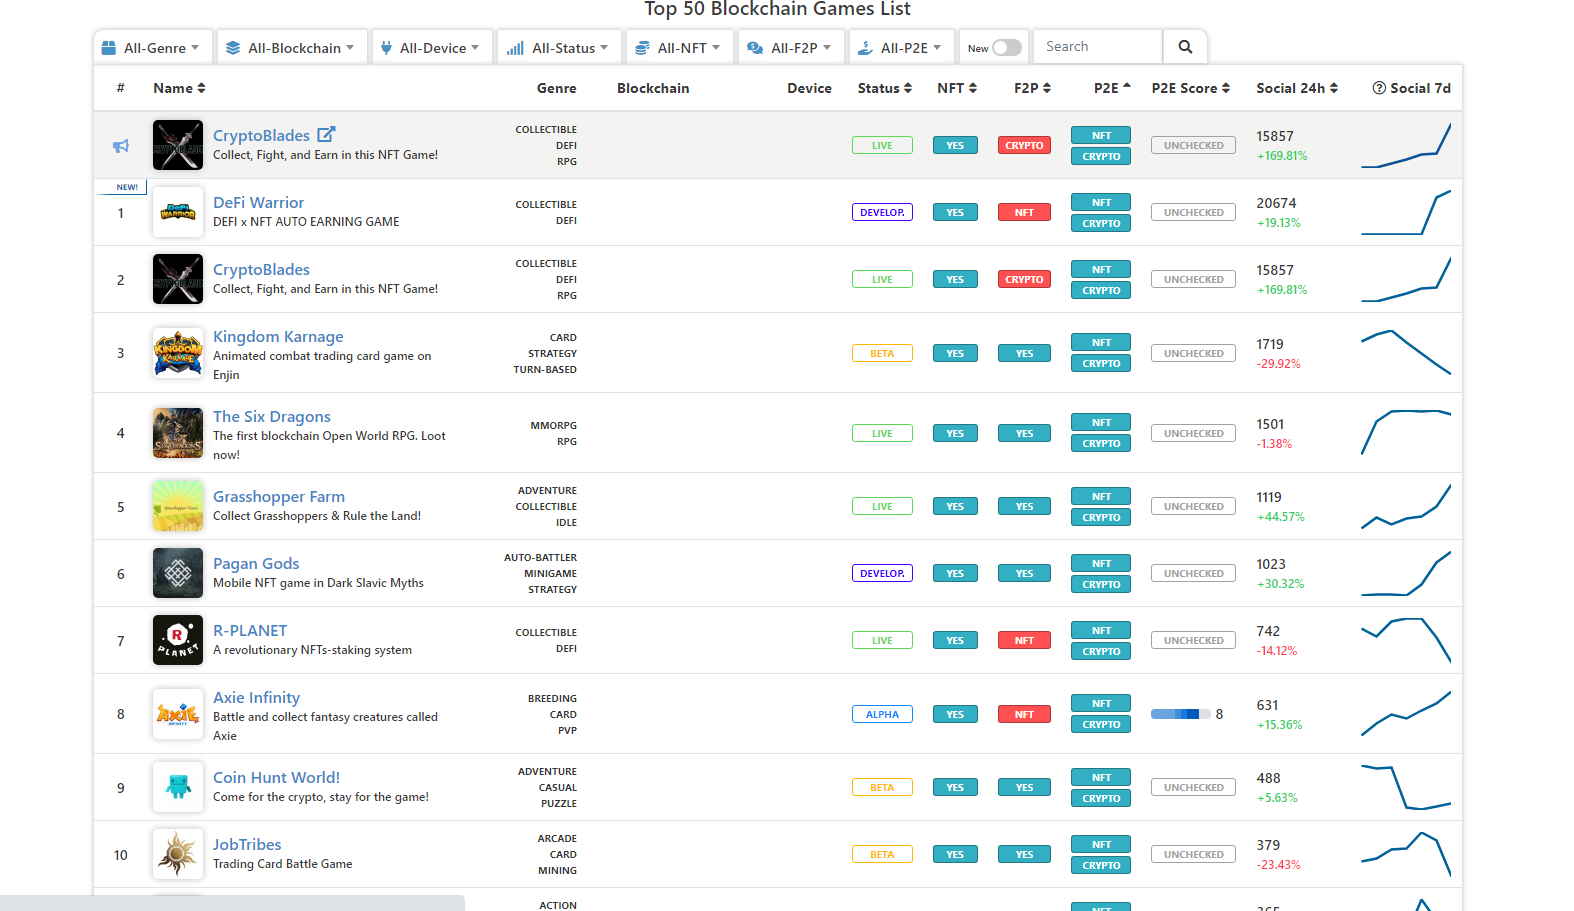 Top 50 Blockchain Games List
All-Genre All-Blockchain All-Device All-Status All-NFT All-F2P All-P2E New Search
# Name Genre Blockchain Device Status NFT F2P P2E P2E Score Social 24h Social 7d
CryptoBlades
Collect, Fight, and Earn in this NFT Game!
COLLECTIBLE
DEFI
RPG
LIVE YES CRYPTO NFT CRYPTO UNCHECKED
15857
+169.81%
NEW!
1
DeFi Warrior
DEFI x NFT AUTO EARNING GAME
COLLECTIBLE
DEFI
DEVELOP. YES NFT NFT CRYPTO UNCHECKED
20674
+19.13%
2
CryptoBlades
Collect, Fight, and Earn in this NFT Game!
COLLECTIBLE
DEFI
RPG
LIVE YES CRYPTO NFT CRYPTO UNCHECKED
15857
+169.81%
3
KINGDOM
KARNAGE
Kingdom Karnage
Animated combat trading card game on
Enjin
CARD
STRATEGY
TURN-BASED
BETA YES YES NFT CRYPTO UNCHECKED
1719
-29.92%
4
The Six Dragons
The first blockchain Open World RPG. Loot
now!
MMORPG
RPG
LIVE YES YES NFT CRYPTO UNCHECKED
1501
-1.38%
5
Grasshopper Farm
Collect Grasshoppers & Rule the Land!
ADVENTURE
COLLECTIBLE
IDLE
LIVE YES YES NFT CRYPTO UNCHECKED
1119
+44.57%
6
Pagan Gods
Mobile NFT game in Dark Slavic Myths
AUTO-BATTLER
MINIGAME
STRATEGY
DEVELOP. YES YES NFT CRYPTO UNCHECKED
1023
+30.32%
7
R
PLANET
R-PLANET
A revolutionary NFTs-staking system
COLLECTIBLE
DEFI
LIVE YES NFT NFT CRYPTO UNCHECKED
742
-14.12%
8
AXIE
INFINITY
Axie Infinity
Battle and collect fantasy creatures called
Axie
BREEDING
CARD
PVP
ALPHA YES NFT NFT CRYPTO 8
631
+15.36%
9
Coin Hunt World!
Come for the crypto, stay for the game!
ADVENTURE
CASUAL
PUZZLE
BETA YES YES NFT CRYPTO UNCHECKED
488
+5.63%
10
JobTribes
Trading Card Battle Game
ARCADE
CARD
MINING
BETA YES YES NFT CRYPTO UNCHECKED
379
-23.43%
ACTION
NFT
365